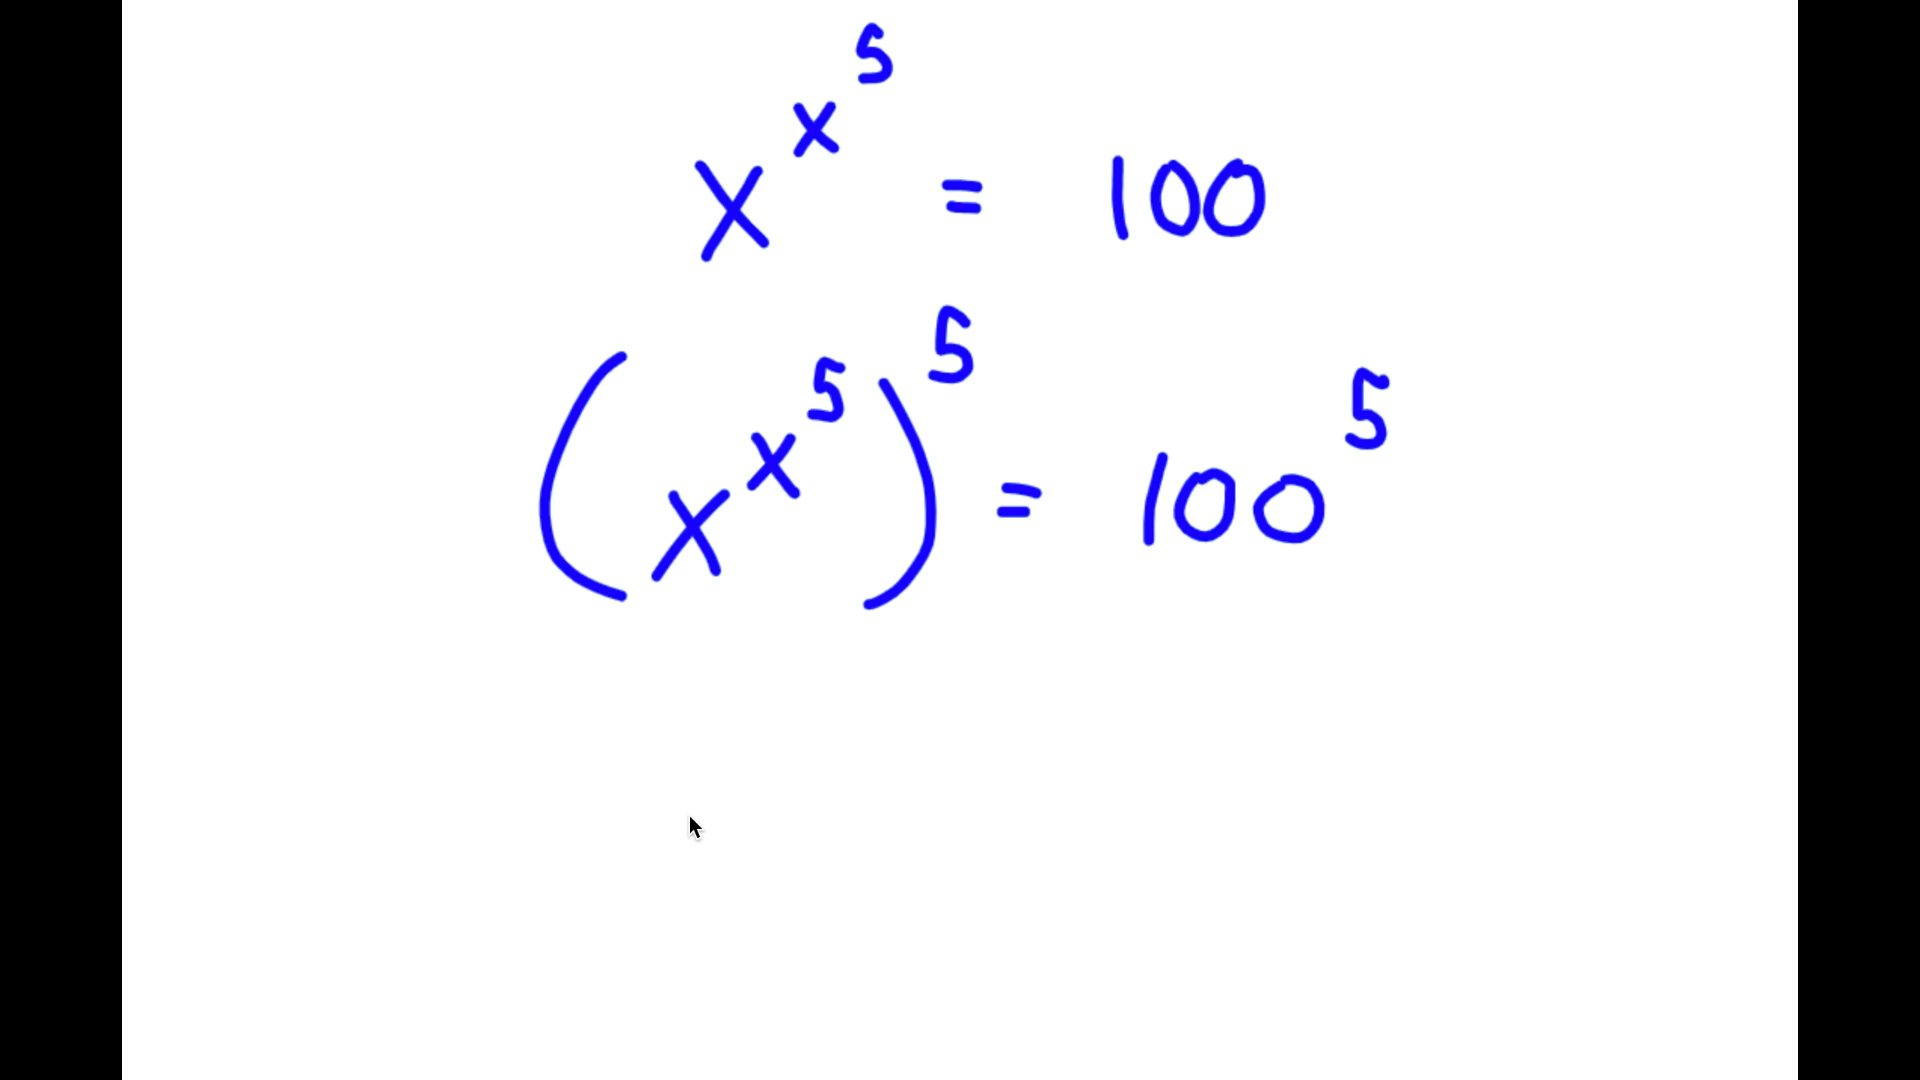 x^{x^5} = 100
(x^{x^5})^5 = 100^5